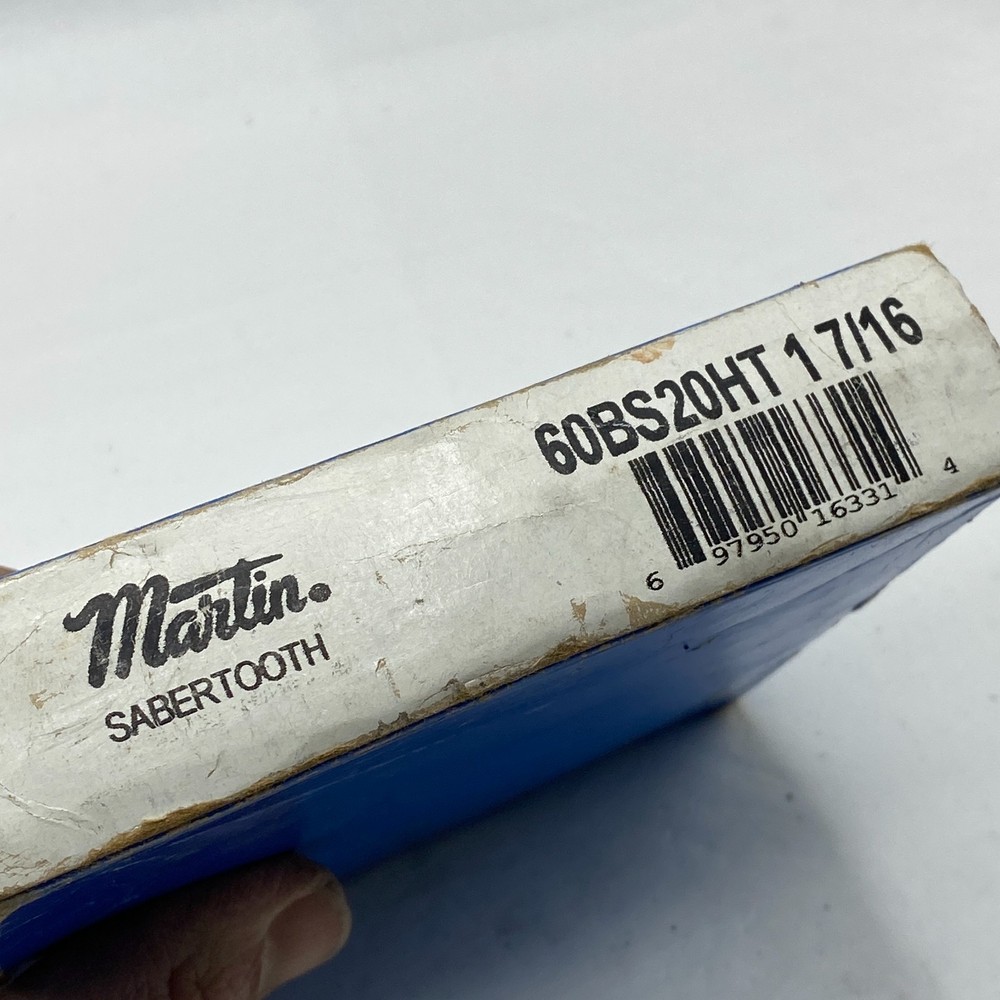 60BS20HT 1 7/16
6 97950 16331 4
Martin.
SABERTOOTH